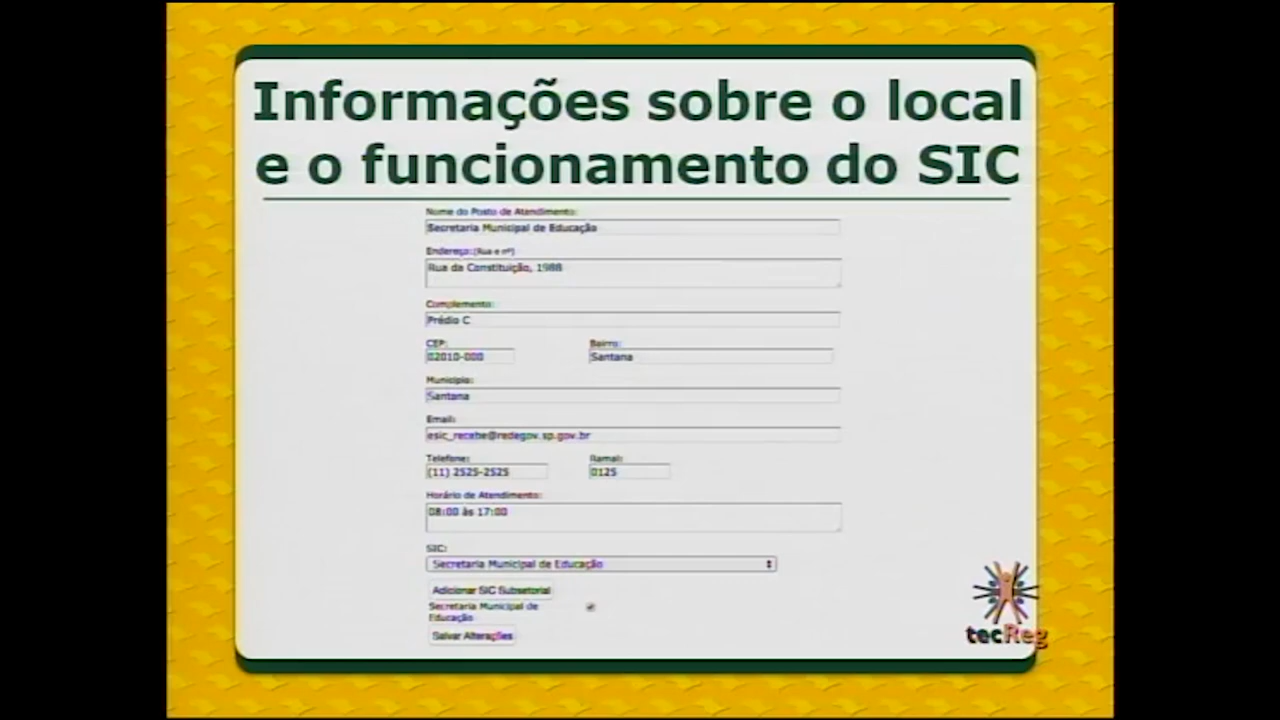 Informações sobre o local
e o funcionamento do SIC
Nome do Posto de Atendimento:
Secretaria Municipal de Educação
Endereço:(Rua e nº)
Rua da Constituição, 1988
Complemento:
Prédio C
CEP: Bairro:
02010-000 Santana
Município:
Santana
Email:
esic_recebe@redegov.sp.gov.br
Telefone: Ramal:
(11) 2525-2525 0125
Horário de Atendimento:
08:00 às 17:00
SIC:
Secretaria Municipal de Educação
Adicionar SIC Subsetorial
Secretaria Municipal de
Educação
Salvar Alterações
tecReg